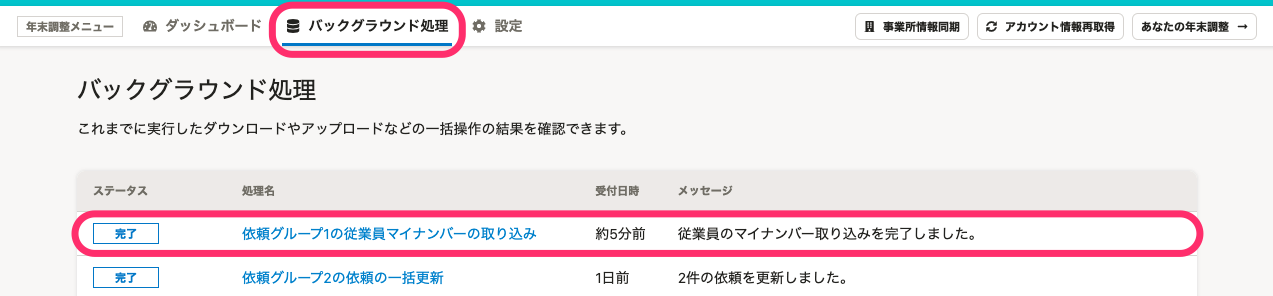 年末調整メニュー ダッシュボード バックグラウンド処理 設定 事業所情報同期 アカウント情報再取得 あなたの年末調整 →
バックグラウンド処理
これまでに実行したダウンロードやアップロードなどの一括操作の結果を確認できます。
ステータス 処理名 受付日時 メッセージ
完了 依頼グループ1の従業員マイナンバーの取り込み 約5分前 従業員のマイナンバー取り込みを完了しました。
完了 依頼グループ2の依頼の一括更新 1日前 2件の依頼を更新しました。